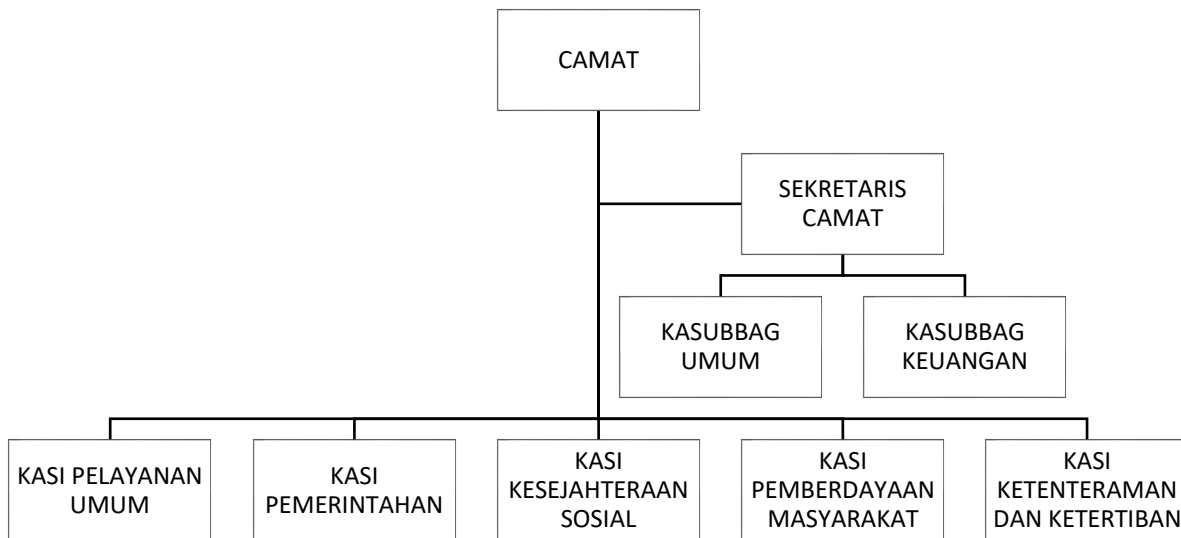 CAMAT
SEKRETARIS
CAMAT
KASUBBAG
UMUM
KASUBBAG
KEUANGAN
KASI PELAYANAN
UMUM
KASI
PEMERINTAHAN
KASI
KESEJAHTERAAN
SOSIAL
KASI
PEMBERDAYAAN
MASYARAKAT
KASI
KETENTERAMAN
DAN KETERTIBAN